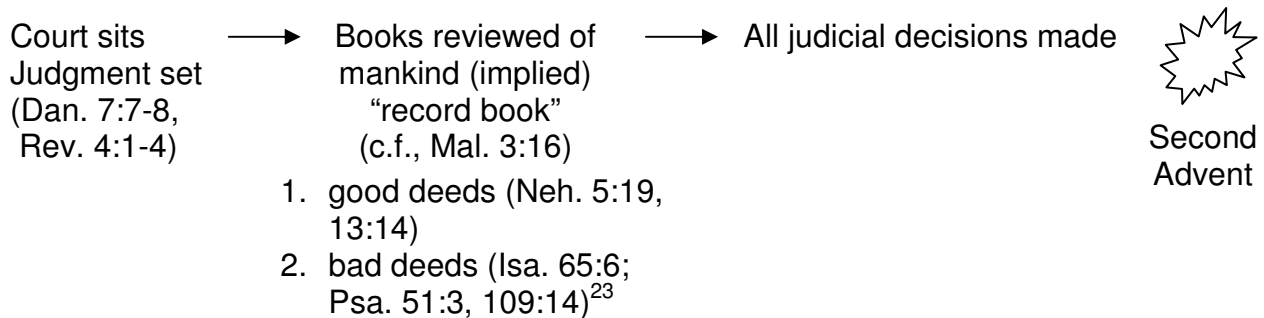 Court sits
Judgment set
(Dan. 7:7-8,
Rev. 4:1-4)
Books reviewed of
mankind (implied)
“record book”
(c.f., Mal. 3:16)
1. good deeds (Neh. 5:19,
13:14)
2. bad deeds (Isa. 65:6;
Psa. 51:3, 109:14)23
All judicial decisions made
Second
Advent